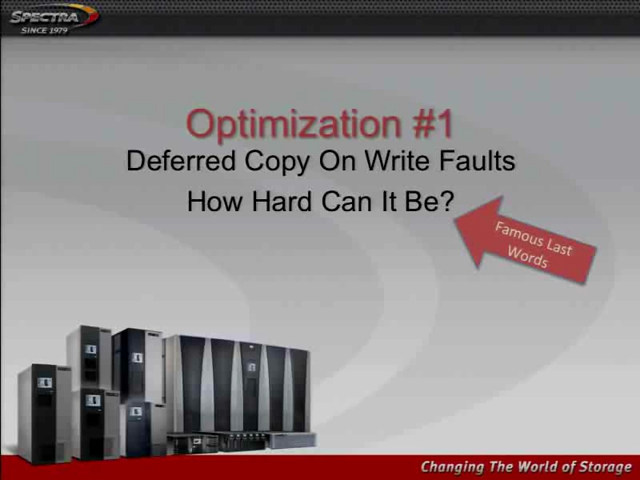 SPECTRA
SINCE 1979
Optimization #1
Deferred Copy On Write Faults
How Hard Can It Be?
Famous Last
Words
Changing The World of Storage